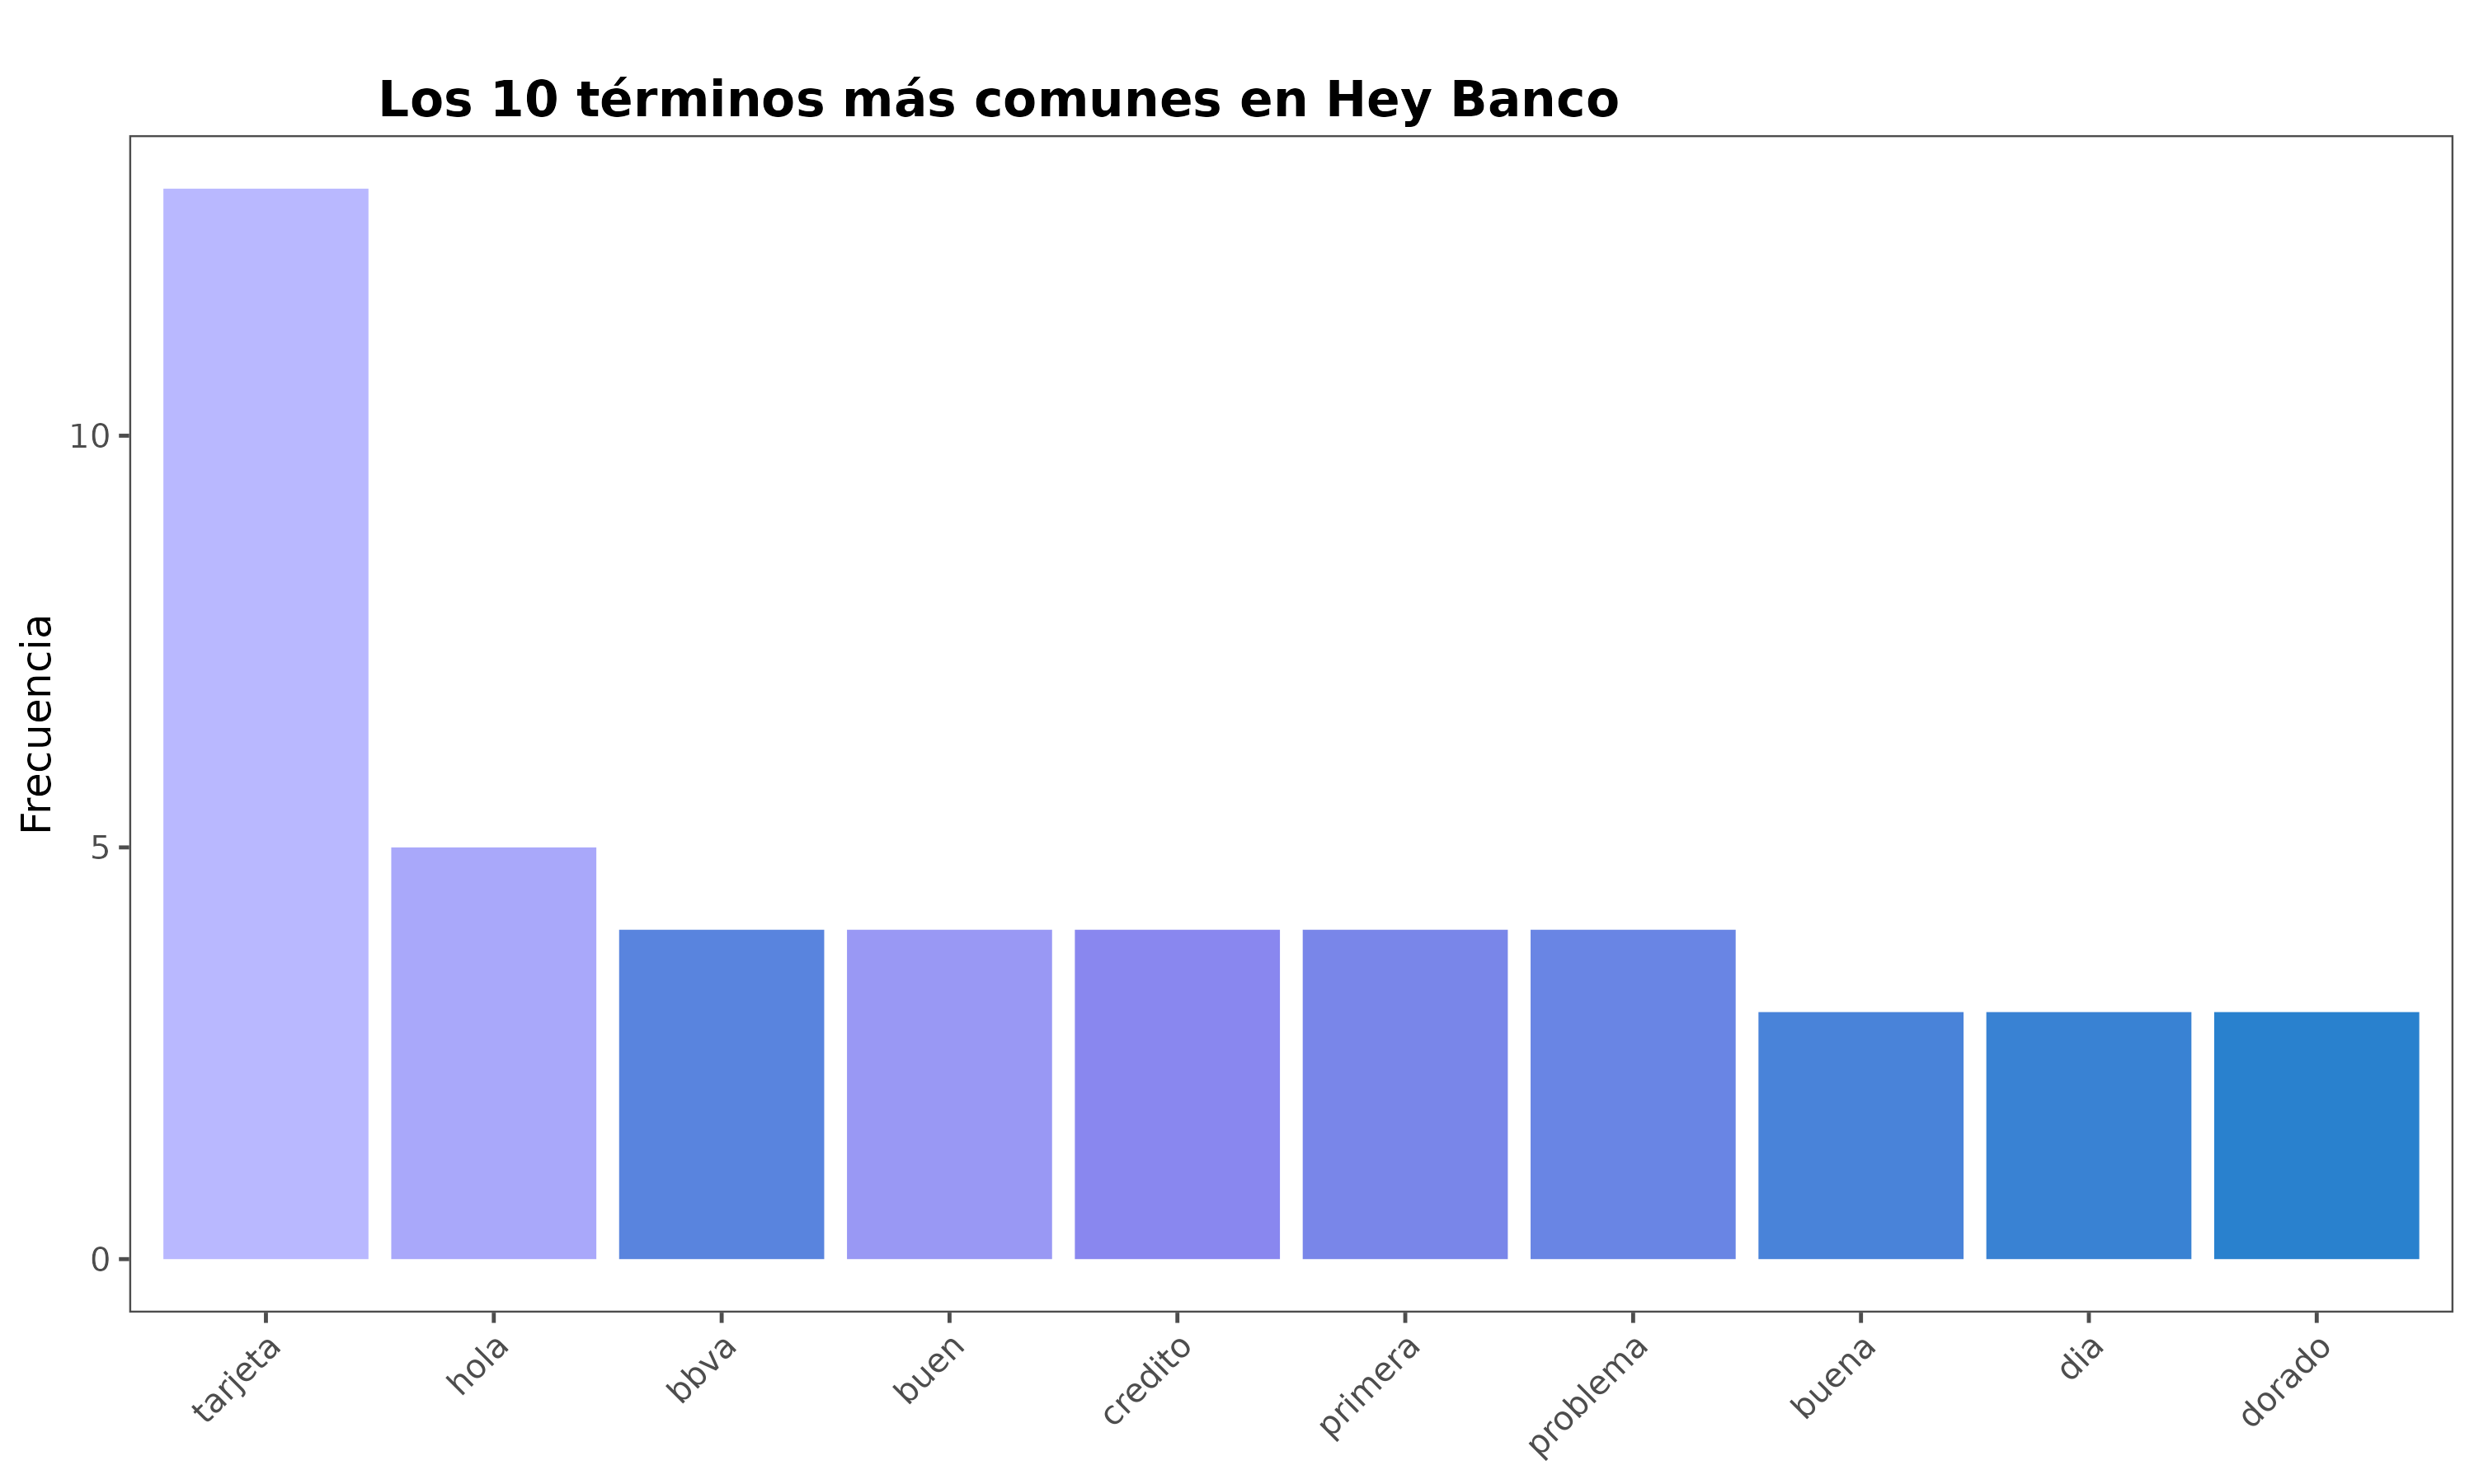 Los 10 términos más comunes en Hey Banco
Frecuencia
10
5
0
tarjeta
hola
bbva
buen
credito
primera
problema
buena
dia
dorado